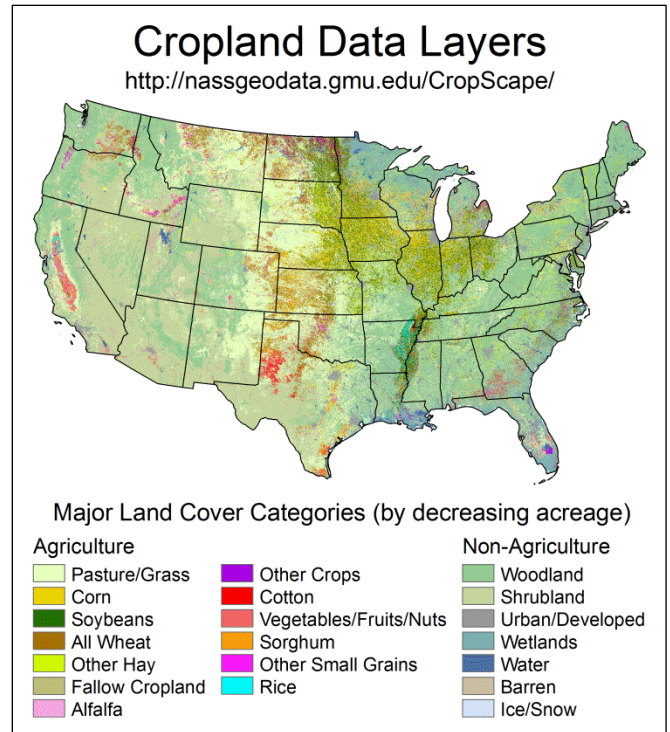 Cropland Data Layers
http://nassgeodata.gmu.edu/CropScape/
Major Land Cover Categories (by decreasing acreage)
Agriculture
Pasture/Grass
Corn
Soybeans
All Wheat
Other Hay
Fallow Cropland
Alfalfa
Other Crops
Cotton
Vegetables/Fruits/Nuts
Sorghum
Other Small Grains
Rice
Non-Agriculture
Woodland
Shrubland
Urban/Developed
Wetlands
Water
Barren
Ice/Snow